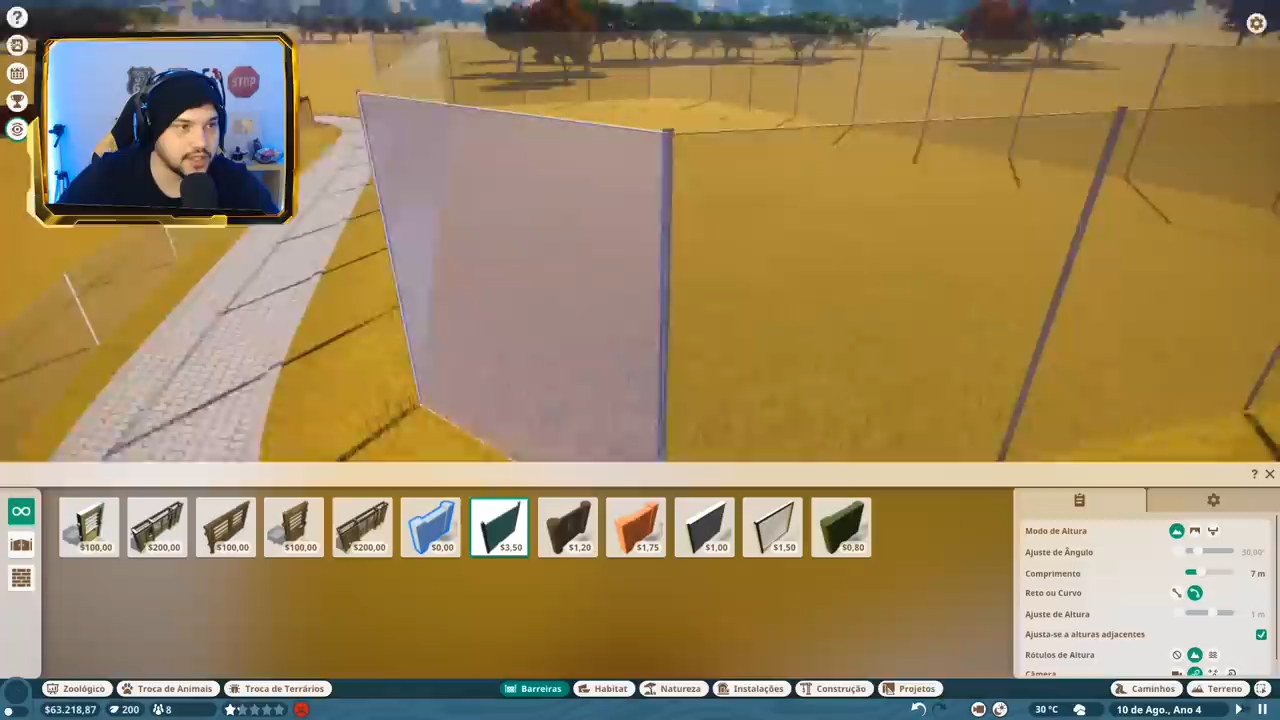 STOP
$100,00
$200,00
$100,00
$100,00
$200,00
$0,00
$3,50
$1,20
$1,75
$1,00
$1,50
$0,80
Modo de Altura
Ajuste de Ângulo
Comprimento
7 m
Reto ou Curvo
Ajuste de Altura
1 m
Ajusta-se a alturas adjacentes
Rótulos de Altura
Câmera
Zoológico
Troca de Animais
Troca de Terrários
Barreiras
Habitat
Natureza
Instalações
Construção
Projetos
Caminhos
Terreno
$63.218,87
200
8
30 °C
10 de Ago., Ano 4